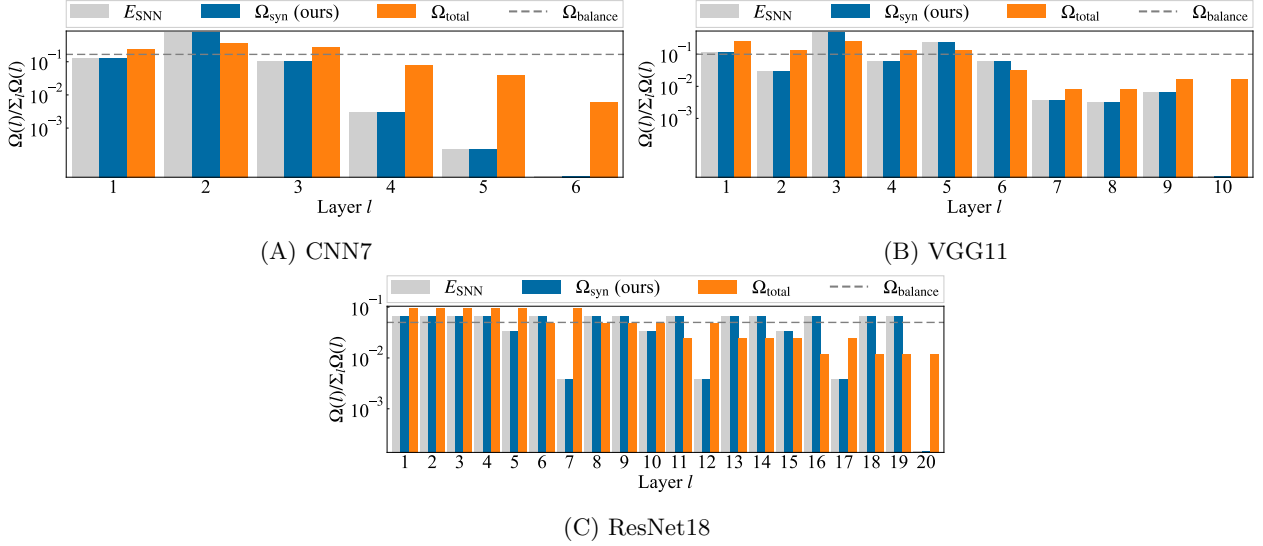 E_SNN Ω_syn (ours) Ω_total Ω_balance
Ω(l)/Σ_lΩ(l)
10^−1
10^−2
10^−3
1 2 3 4 5 6
Layer l
(A) CNN7
E_SNN Ω_syn (ours) Ω_total Ω_balance
Ω(l)/Σ_lΩ(l)
10^−1
10^−2
10^−3
1 2 3 4 5 6 7 8 9 10
Layer l
(B) VGG11
E_SNN Ω_syn (ours) Ω_total Ω_balance
Ω(l)/Σ_lΩ(l)
10^−1
10^−2
10^−3
1 2 3 4 5 6 7 8 9 10 11 12 13 14 15 16 17 18 19 20
Layer l
(C) ResNet18